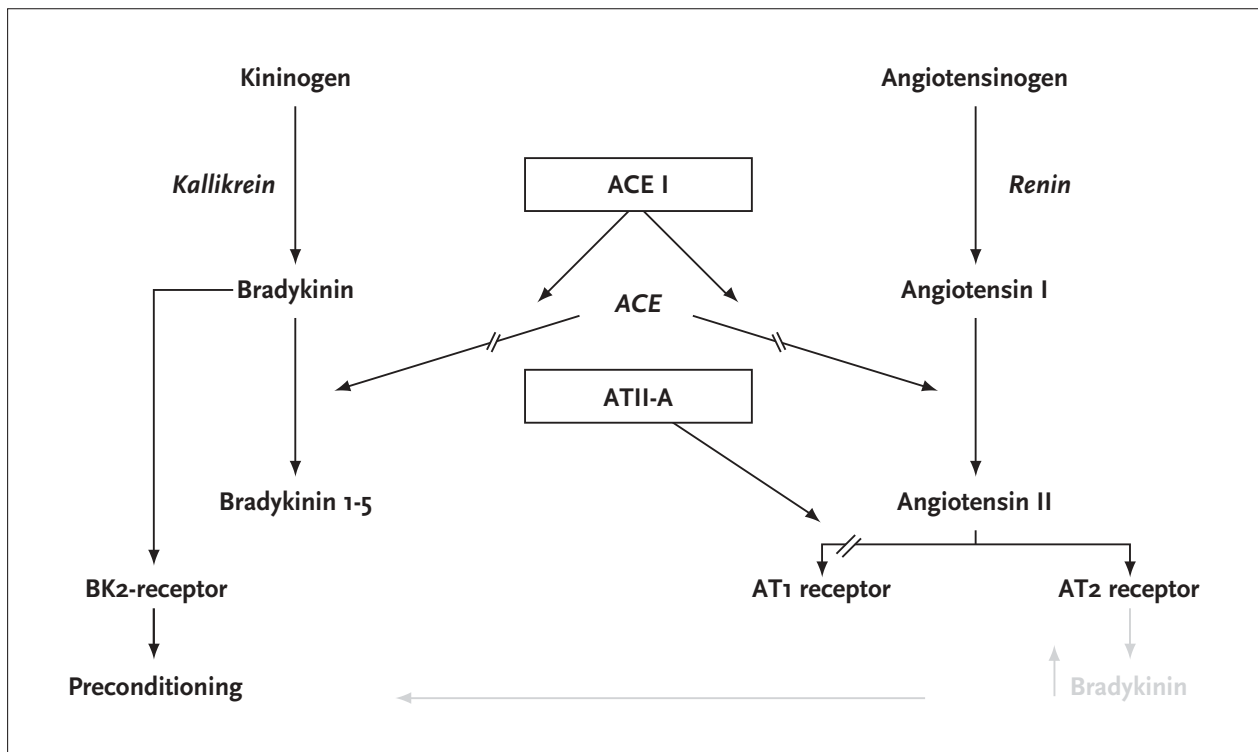 Kininogen
Angiotensinogen
Kallikrein
ACE I
Renin
Bradykinin
ACE
Angiotensin I
ATII-A
Bradykinin 1-5
Angiotensin II
BK2-receptor
AT1 receptor
AT2 receptor
Preconditioning
Bradykinin